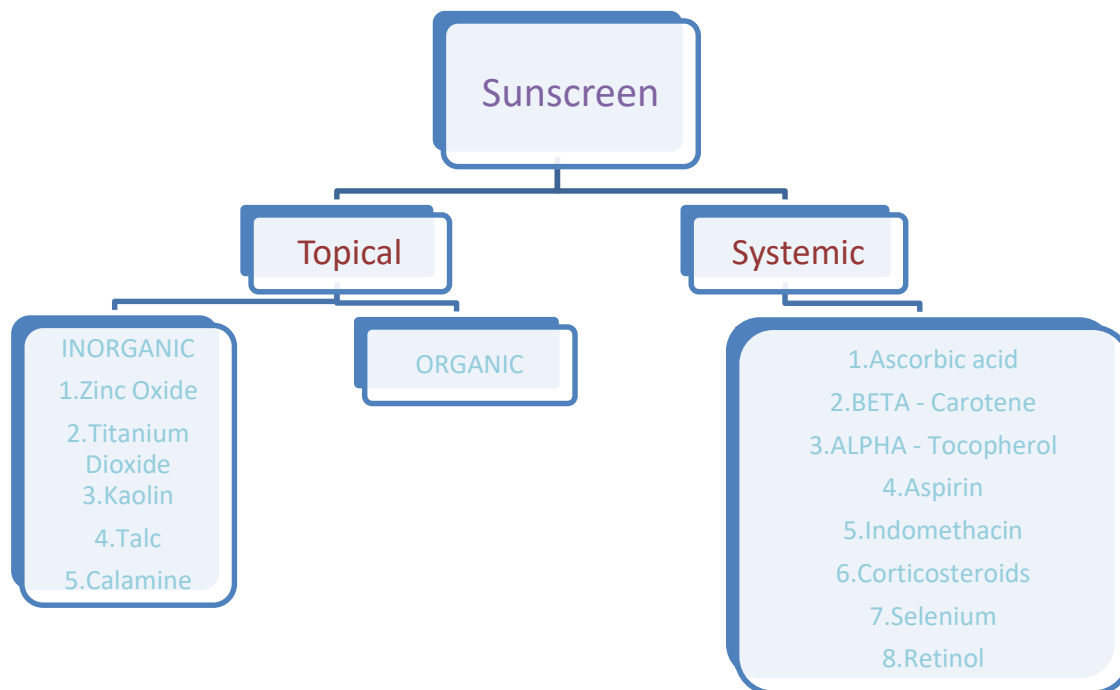 Sunscreen
Topical
Systemic
INORGANIC
1.Zinc Oxide
2.Titanium
Dioxide
3.Kaolin
4.Talc
5.Calamine
ORGANIC
1.Ascorbic acid
2.BETA - Carotene
3.ALPHA - Tocopherol
4.Aspirin
5.Indomethacin
6.Corticosteroids
7.Selenium
8.Retinol